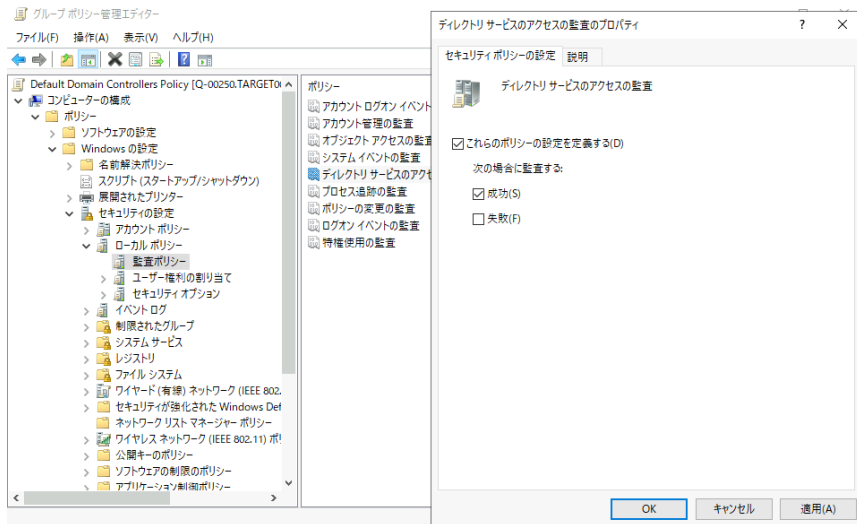 グループ ポリシー管理エディター
ファイル(F) 操作(A) 表示(V) ヘルプ(H)
Default Domain Controllers Policy [Q-00250.TARGET0
コンピューターの構成
ポリシー
ソフトウェアの設定
Windows の設定
名前解決ポリシー
スクリプト (スタートアップ/シャットダウン)
展開されたプリンター
セキュリティの設定
アカウント ポリシー
ローカル ポリシー
監査ポリシー
ユーザー権利の割り当て
セキュリティ オプション
イベント ログ
制限されたグループ
システム サービス
レジストリ
ファイル システム
ワイヤード (有線) ネットワーク (IEEE 802.
セキュリティが強化された Windows Def
ネットワーク リスト マネージャー ポリシー
ワイヤレス ネットワーク (IEEE 802.11) ポリ
公開キーのポリシー
ソフトウェアの制限のポリシー
アプリケーション制御ポリシー
ポリシー
アカウント ログオン イベント
アカウント管理の監査
オブジェクト アクセスの監査
システム イベントの監査
ディレクトリ サービスのアクセ
プロセス追跡の監査
ポリシーの変更の監査
ログオン イベントの監査
特権使用の監査
ディレクトリ サービスのアクセスの監査のプロパティ ? ×
セキュリティ ポリシーの設定 説明
ディレクトリ サービスのアクセスの監査
これらのポリシーの設定を定義する(D)
次の場合に監査する:
成功(S)
失敗(F)
OK キャンセル 適用(A)